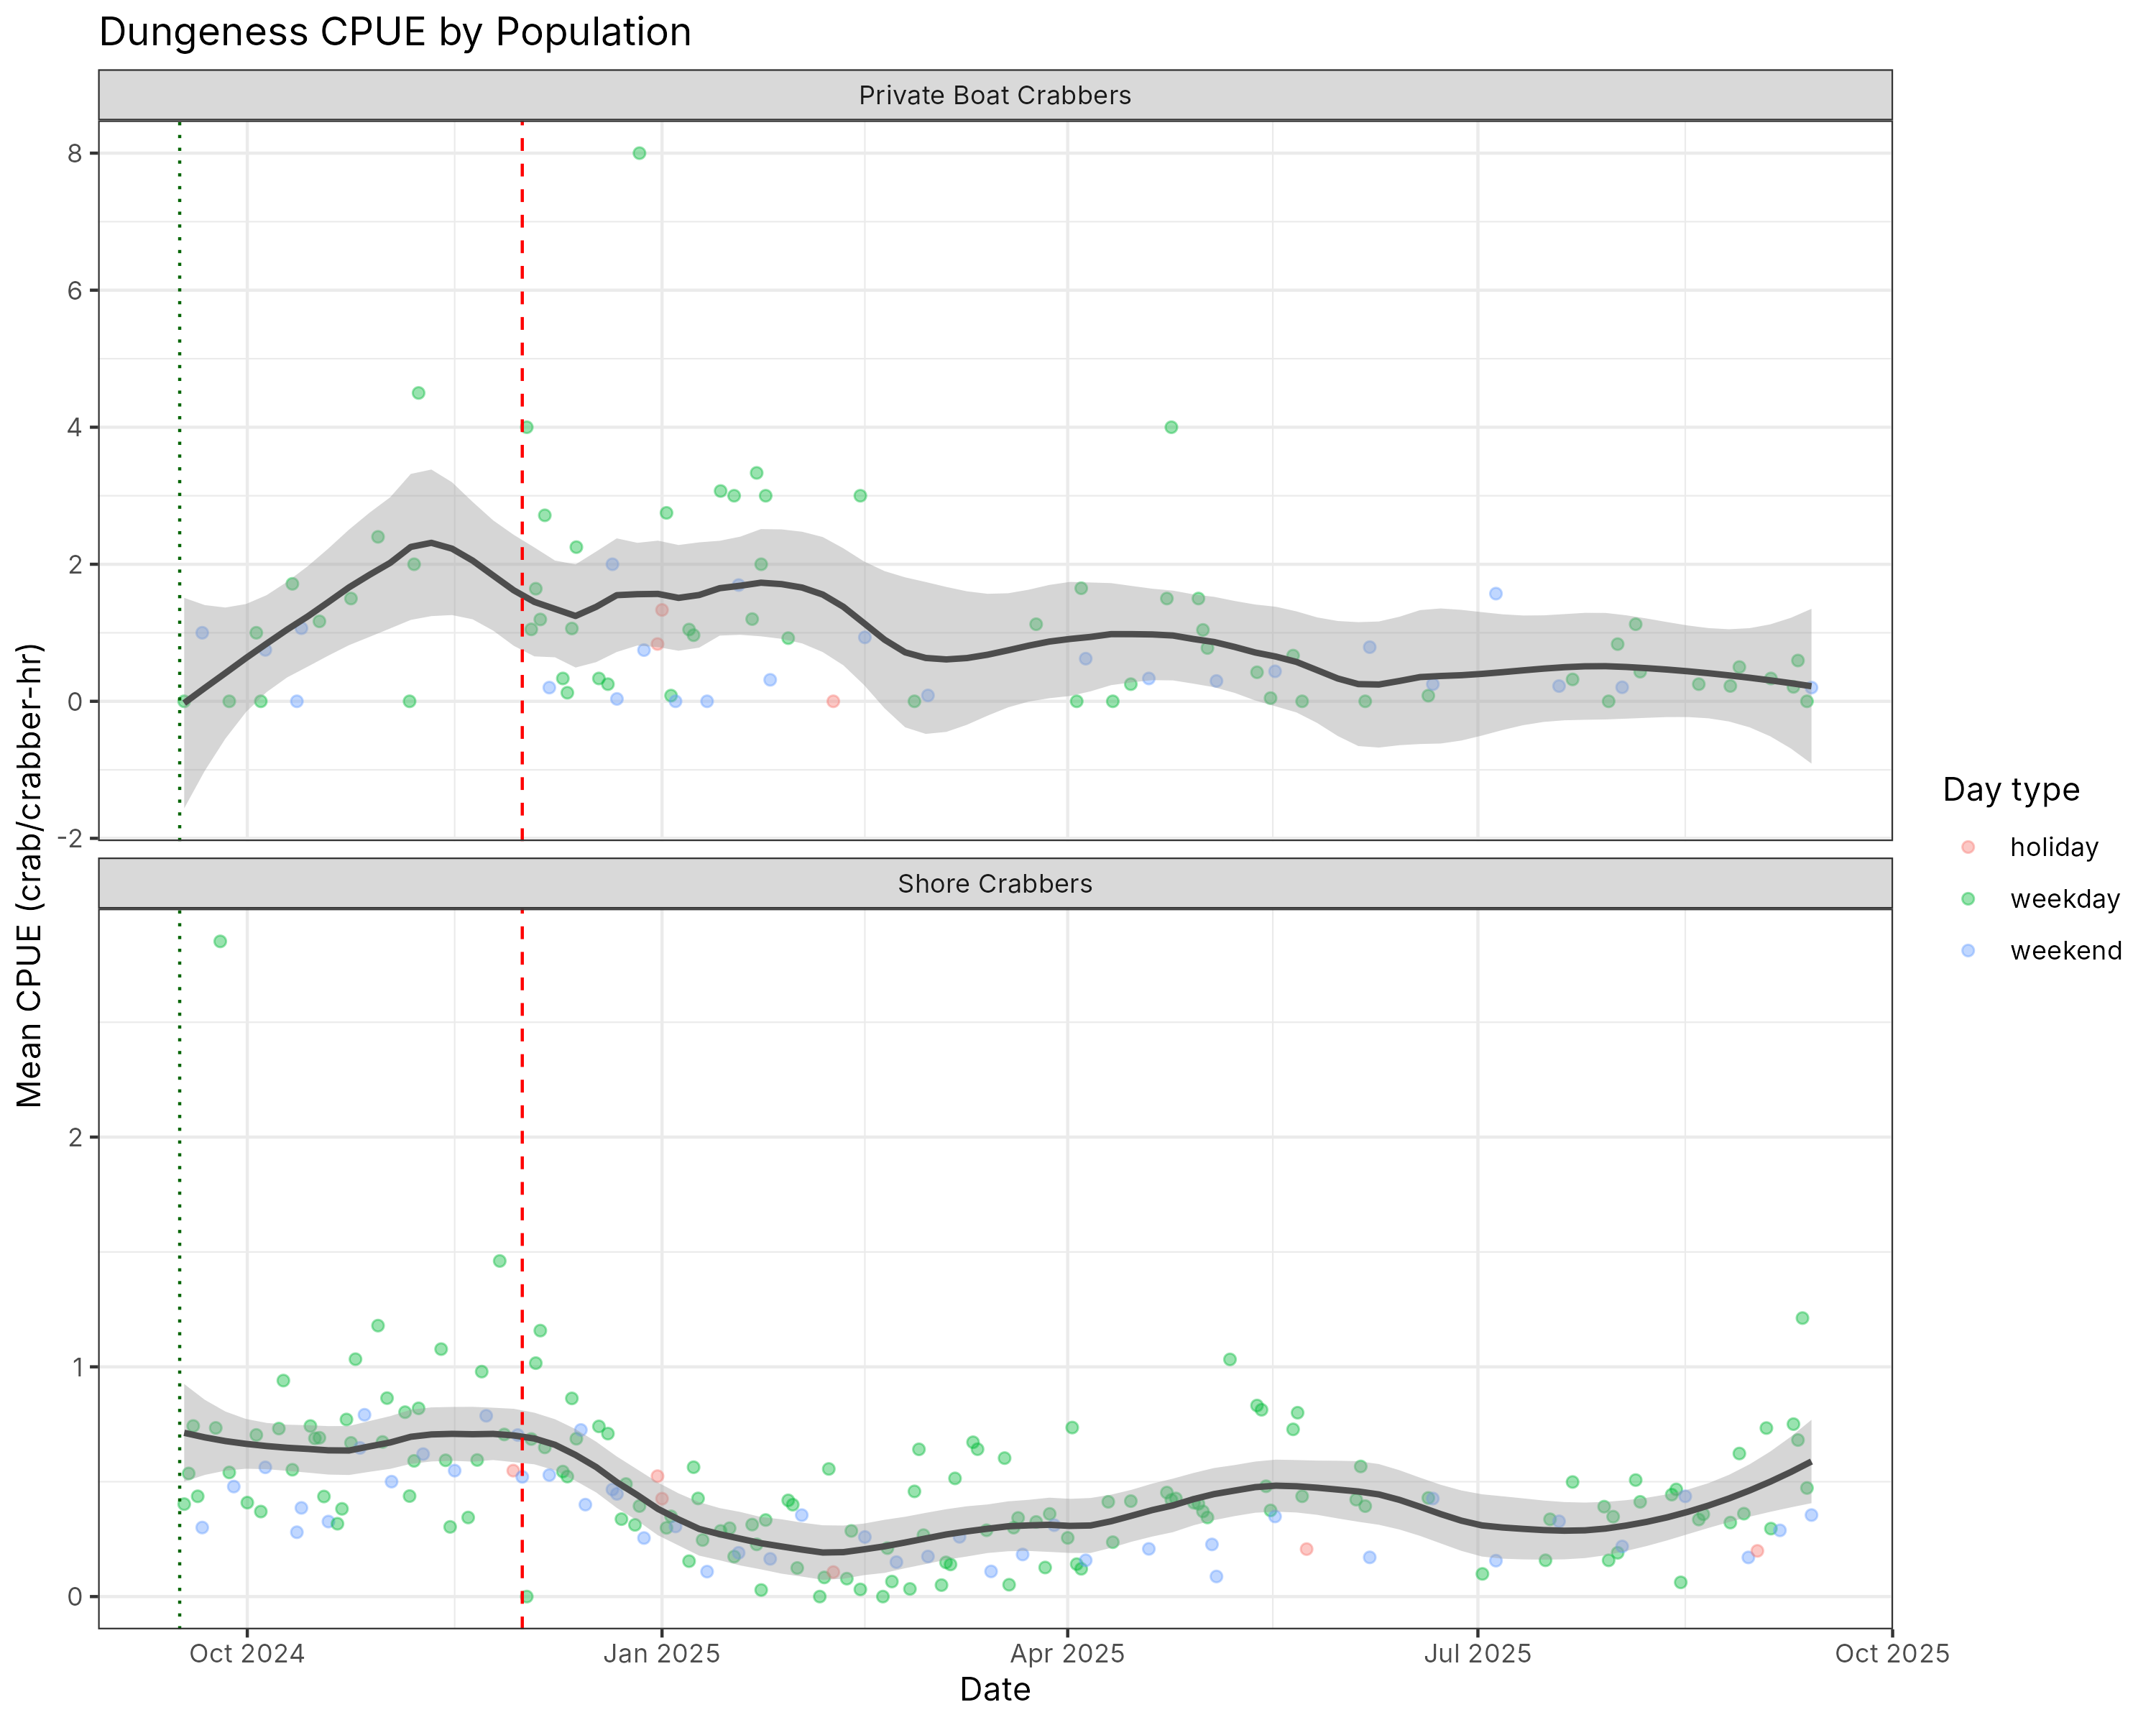 Dungeness CPUE by Population
Private Boat Crabbers
8
6
4
2
0
-2
Shore Crabbers
2
1
0
Mean CPUE (crab/crabber-hr)
Oct 2024
Jan 2025
Apr 2025
Jul 2025
Oct 2025
Date
Day type
holiday
weekday
weekend